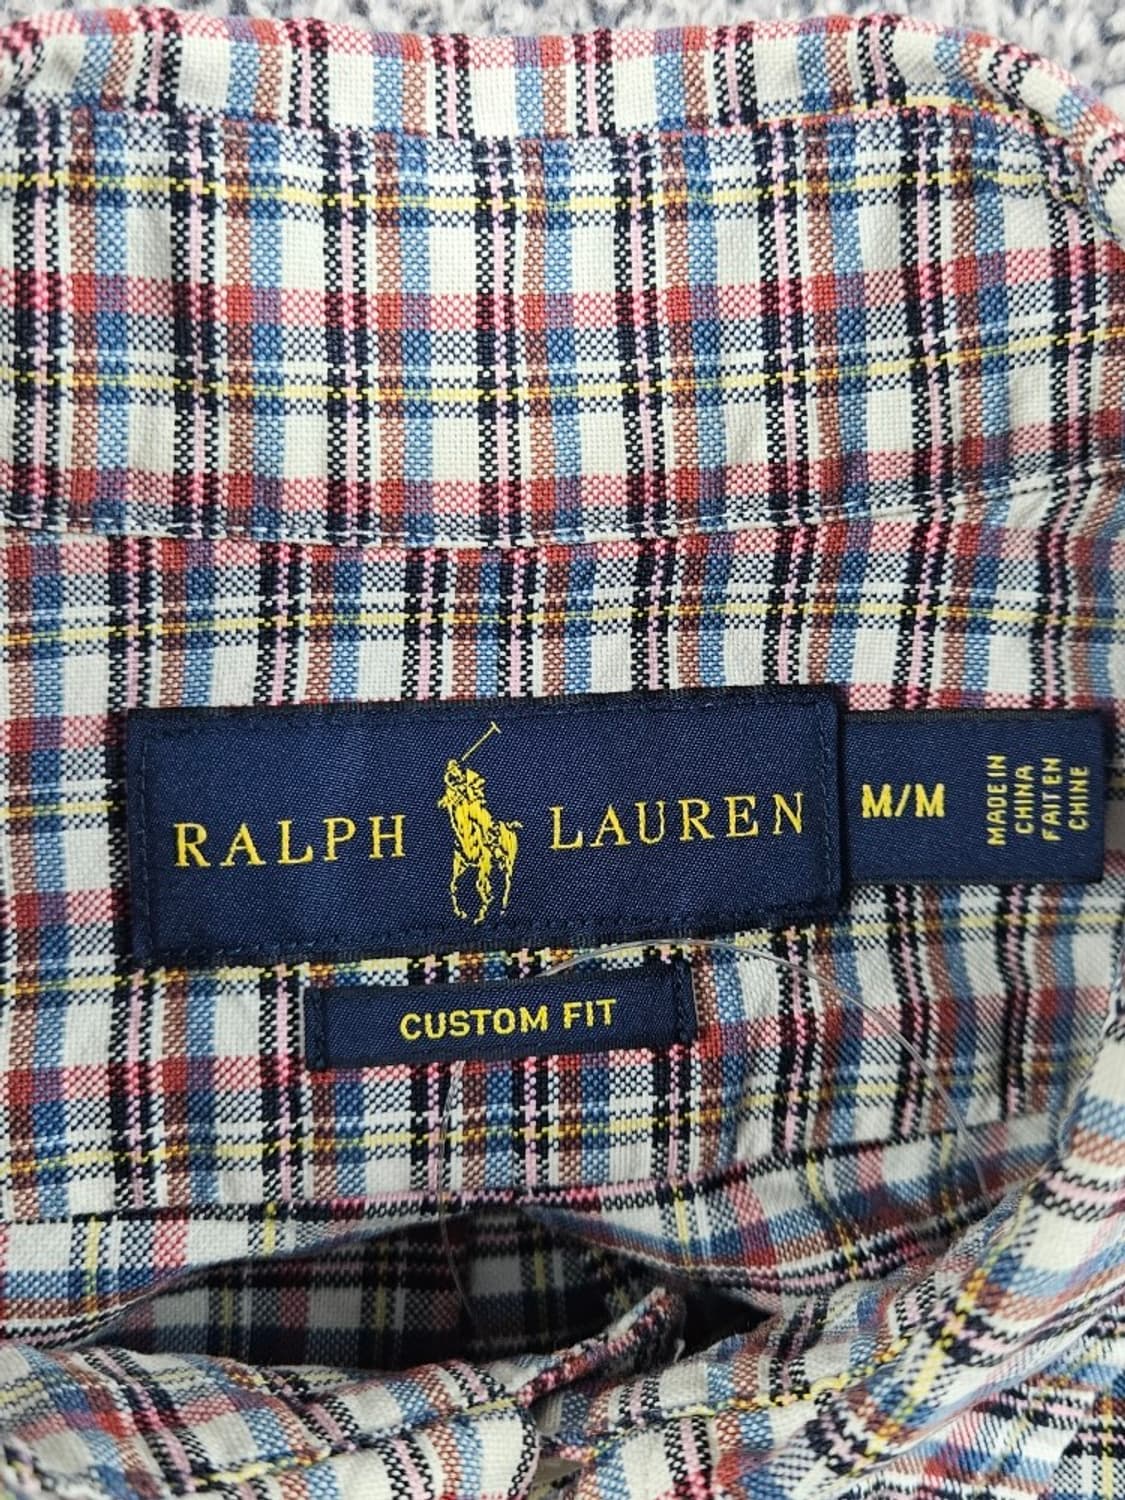 RALPH LAUREN
M/M
MADE IN
CHINA
FAIT EN
CHINE
CUSTOM FIT